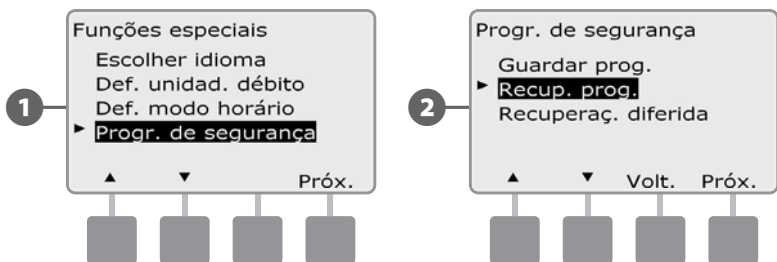 1
Funções especiais
Escolher idioma
Def. unidad. débito
Def. modo horário
► Progr. de segurança
▲ ▼ Próx.
2
Progr. de segurança
Guardar prog.
► Recup. prog.
Recuperaç. diferida
▲ ▼ Volt. Próx.